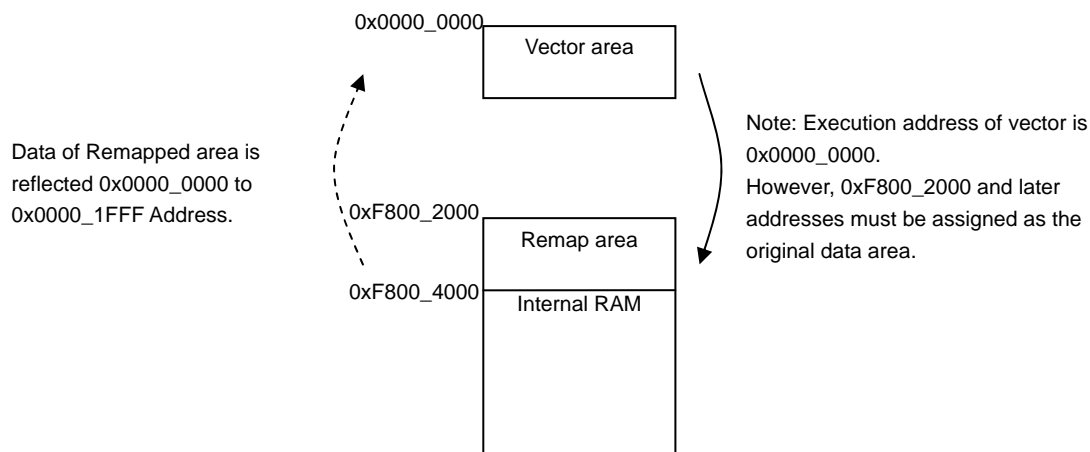 0x0000_0000
Vector area
Data of Remapped area is
reflected 0x0000_0000 to
0x0000_1FFF Address.
Note: Execution address of vector is
0x0000_0000.
However, 0xF800_2000 and later
addresses must be assigned as the
original data area.
0xF800_2000
Remap area
0xF800_4000
Internal RAM